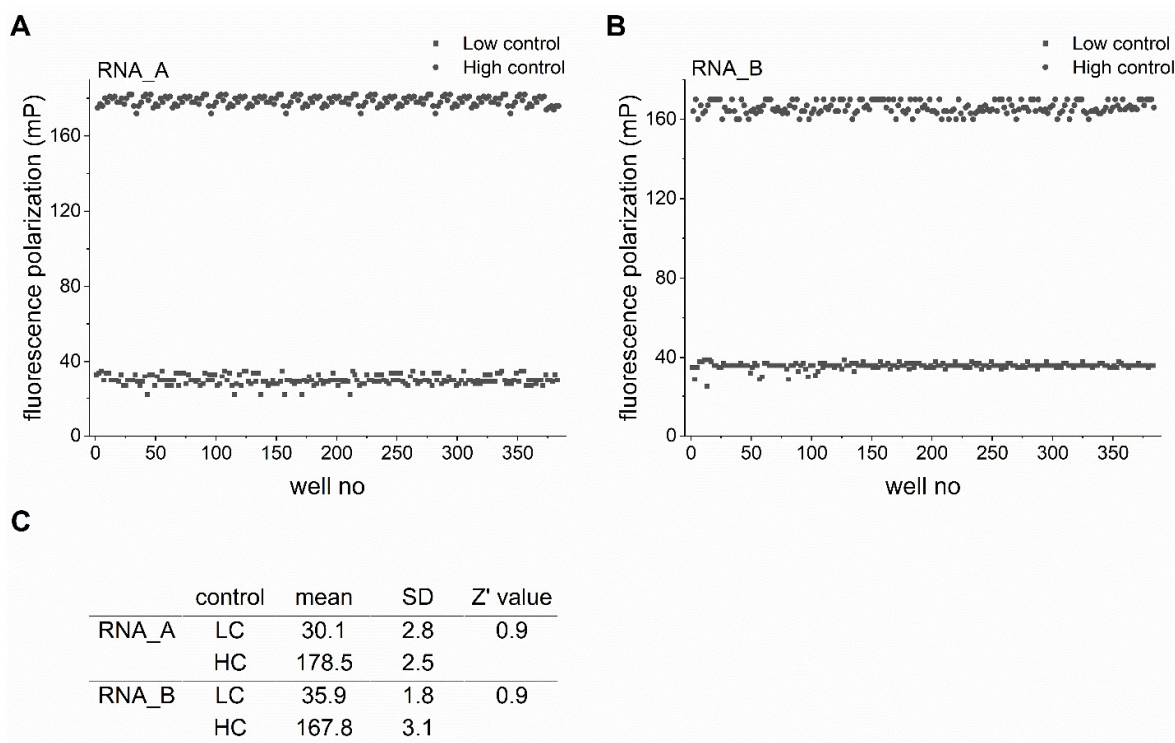 A
Low control
High control
RNA_A
fluorescence polarization (mP)
160
120
80
40
0
0 50 100 150 200 250 300 350
well no
B
Low control
High control
RNA_B
fluorescence polarization (mP)
160
120
80
40
0
0 50 100 150 200 250 300 350
well no
C
control mean SD Z' value
RNA_A LC 30.1 2.8 0.9
HC 178.5 2.5
RNA_B LC 35.9 1.8 0.9
HC 167.8 3.1